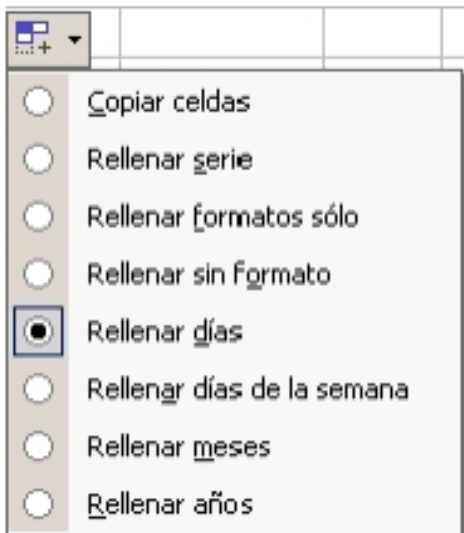 Copiar celdas
Rellenar serie
Rellenar formatos sólo
Rellenar sin formato
Rellenar días
Rellenar días de la semana
Rellenar meses
Rellenar años